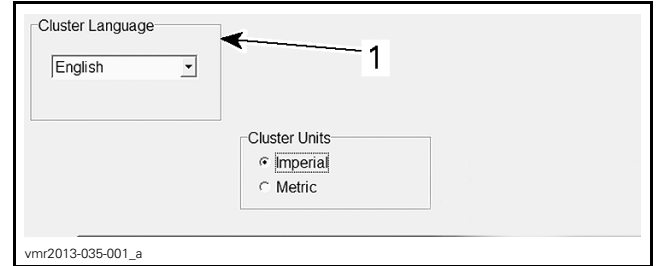 Cluster Language
1
English
Cluster Units
Imperial
Metric
vmr2013-035-001_a